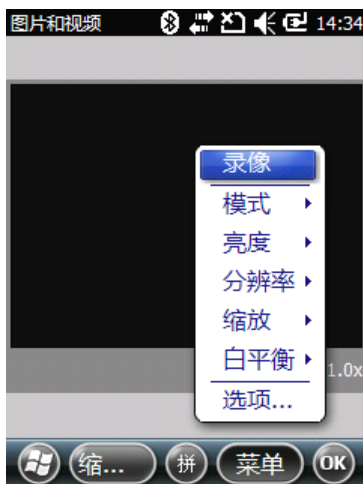 图片和视频 14:34
录像
模式
亮度
分辨率
缩放
白平衡
1.0x
选项...
缩... 拼 菜单 OK